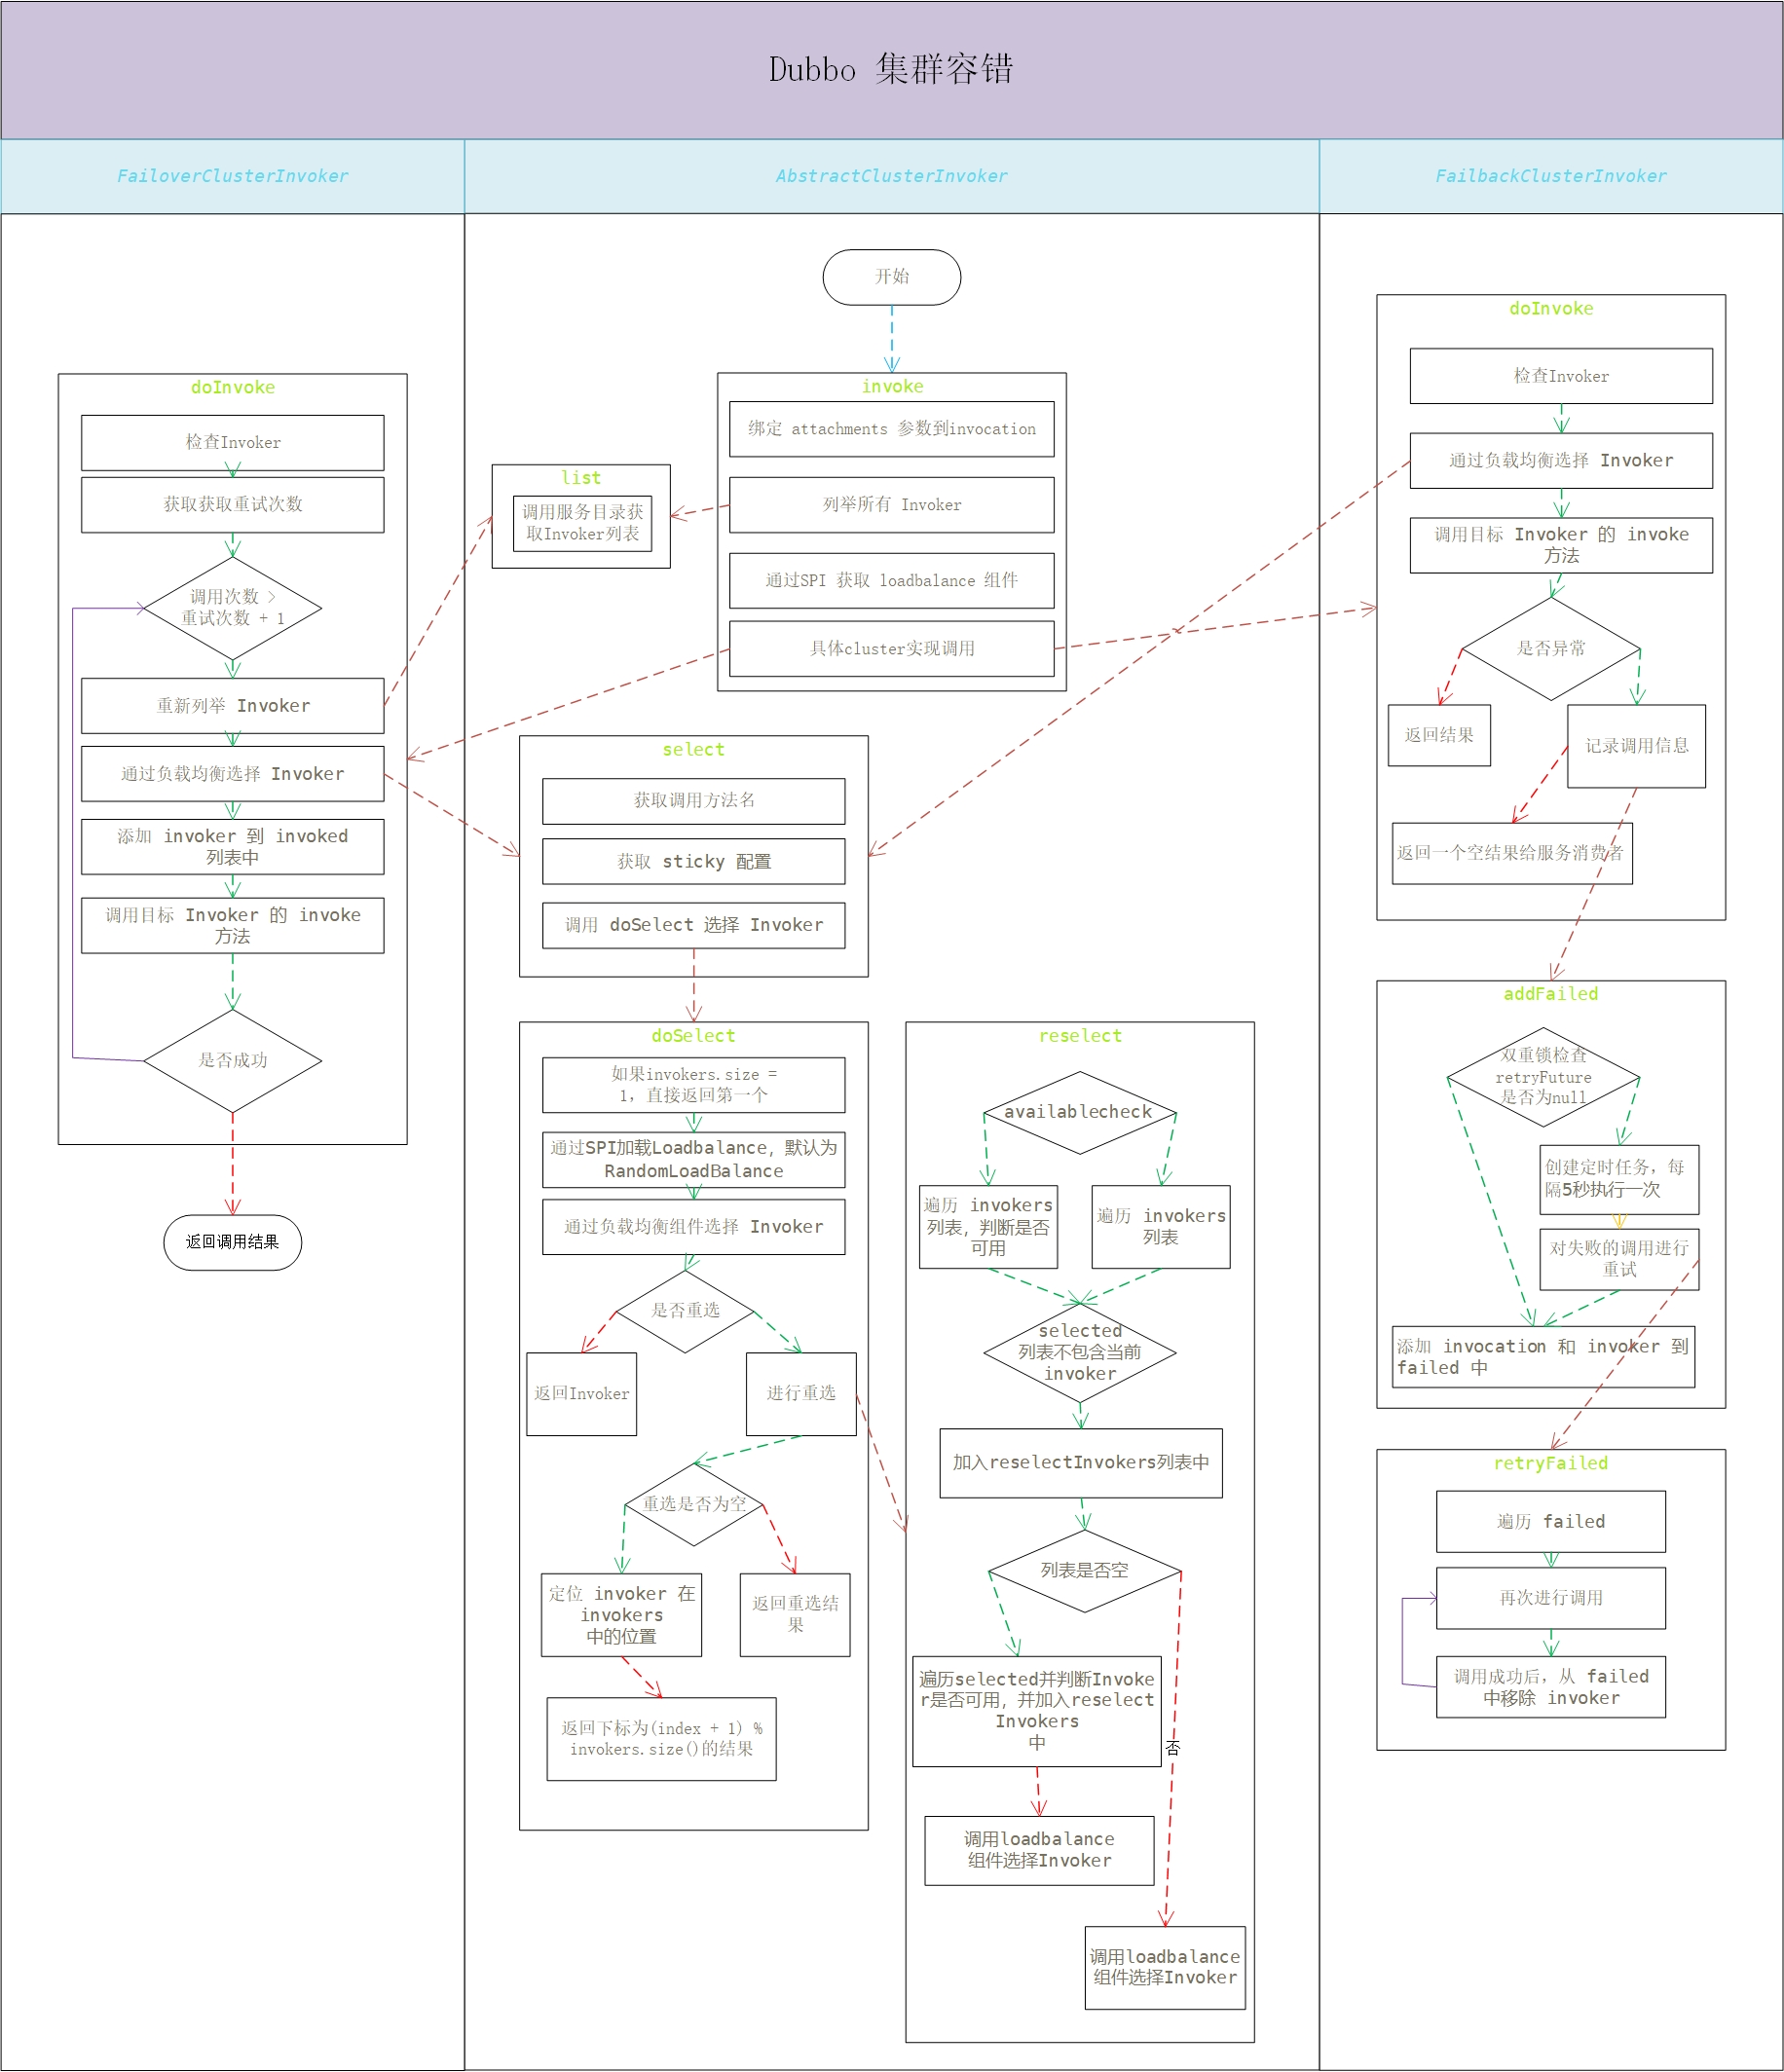 Dubbo 集群容错
FailoverClusterInvoker
AbstractClusterInvoker
FailbackClusterInvoker
doInvoke
检查Invoker
获取获取重试次数
调用次数 >
重试次数 + 1
重新列举 Invoker
通过负载均衡选择 Invoker
添加 invoker 到 invoked
列表中
调用目标 Invoker 的 invoke
方法
是否成功
返回调用结果
开始
invoke
绑定 attachments 参数到invocation
列举所有 Invoker
通过SPI 获取 loadbalance 组件
具体cluster实现调用
list
调用服务目录获
取Invoker列表
select
获取调用方法名
获取 sticky 配置
调用 doSelect 选择 Invoker
doSelect
如果invokers.size =
1，直接返回第一个
通过SPI加载Loadbalance，默认为
RandomLoadBalance
通过负载均衡组件选择 Invoker
是否重选
返回Invoker
进行重选
重选是否为空
定位 invoker 在
invokers
中的位置
返回重选结
果
返回下标为(index + 1) %
invokers.size()的结果
reselect
availablecheck
遍历 invokers
列表，判断是否
可用
遍历 invokers
列表
selected
列表不包含当前
invoker
加入reselectInvokers列表中
列表是否空
遍历selected并判断Invoke
r是否可用，并加入reselect
Invokers
中
否
调用loadbalance
组件选择Invoker
调用loadbalance
组件选择Invoker
doInvoke
检查Invoker
通过负载均衡选择 Invoker
调用目标 Invoker 的 invoke
方法
是否异常
返回结果
记录调用信息
返回一个空结果给服务消费者
addFailed
双重锁检查
retryFuture
是否为null
创建定时任务，每
隔5秒执行一次
对失败的调用进行
重试
添加 invocation 和 invoker 到
failed 中
retryFailed
遍历 failed
再次进行调用
调用成功后，从 failed
中移除 invoker